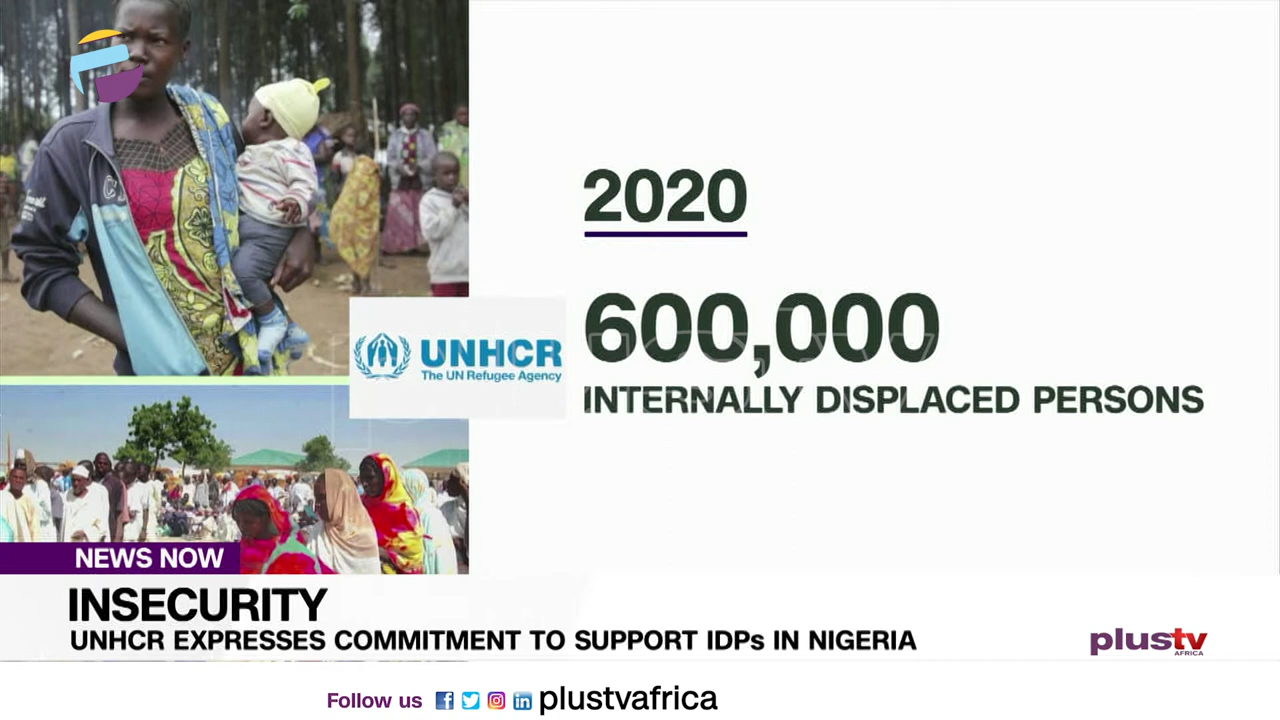 2020
600,000
INTERNALLY DISPLACED PERSONS
UNHCR
The UN Refugee Agency
NEWS NOW
INSECURITY
UNHCR EXPRESSES COMMITMENT TO SUPPORT IDPs IN NIGERIA
plustv
AFRICA
Follow us plustvafrica